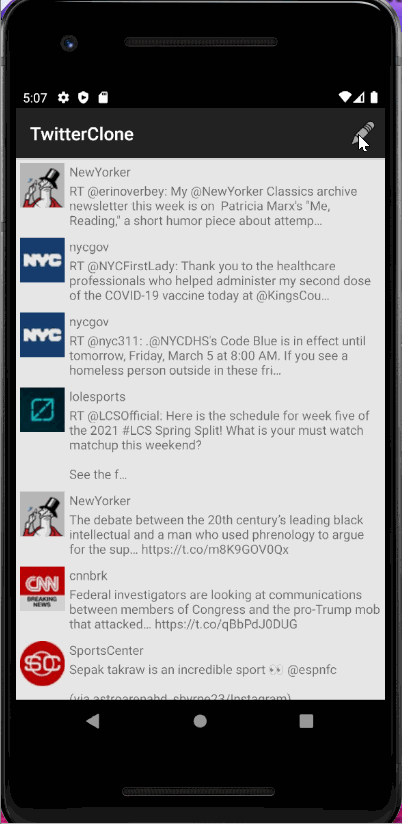 5:07
TwitterClone
NewYorker
RT @erinoverbey: My @NewYorker Classics archive
newsletter this week is on Patricia Marx's "Me,
Reading," a short humor piece about attemp…
NYC
nycgov
RT @NYCFirstLady: Thank you to the healthcare
professionals who helped administer my second dose
of the COVID-19 vaccine today at @KingsCou…
NYC
nycgov
RT @nyc311: .@NYCDHS's Code Blue is in effect until
tomorrow, Friday, March 5 at 8:00 AM. If you see a
homeless person outside in these fri…
lolesports
RT @LCSOfficial: Here is the schedule for week five of
the 2021 #LCS Spring Split! What is your must watch
matchup this weekend?
See the f…
NewYorker
The debate between the 20th century's leading black
intellectual and a man who used phrenology to argue
for the sup… https://t.co/m8K9GOV0Qx
CNN
BREAKING
NEWS
cnnbrk
Federal investigators are looking at communications
between members of Congress and the pro-Trump mob
that attacked… https://t.co/qBbPdJ0DUG
SC
SportsCenter
Sepak takraw is an incredible sport 👀 @espnfc
(via astroarenahd, shyrne23/Instagram)